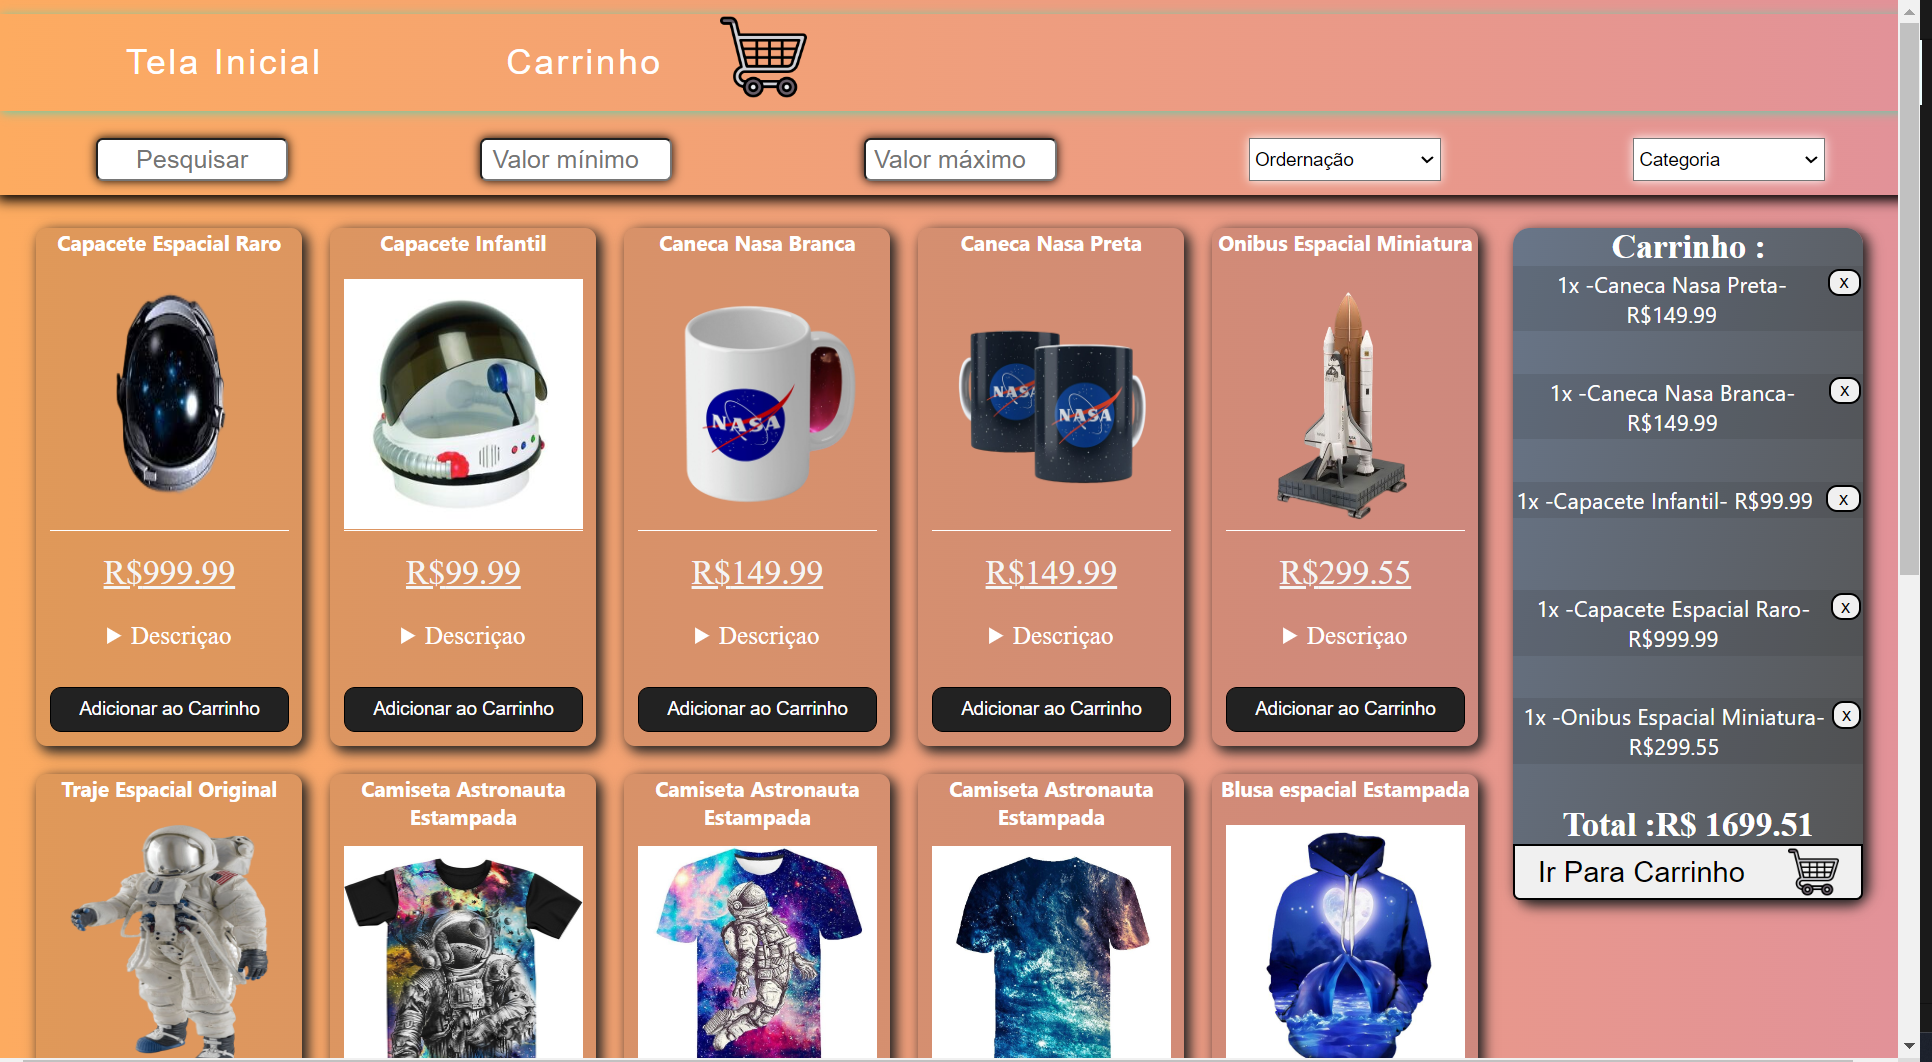 Tela Inicial
Carrinho
Pesquisar
Valor mínimo
Valor máximo
Ordernação
Categoria
Capacete Espacial Raro
R$999.99
Descriçao
Adicionar ao Carrinho
Capacete Infantil
R$99.99
Descriçao
Adicionar ao Carrinho
Caneca Nasa Branca
NASA
R$149.99
Descriçao
Adicionar ao Carrinho
Caneca Nasa Preta
NASA
NASA
R$149.99
Descriçao
Adicionar ao Carrinho
Onibus Espacial Miniatura
R$299.55
Descriçao
Adicionar ao Carrinho
Traje Espacial Original
Camiseta Astronauta
Estampada
Camiseta Astronauta
Estampada
Camiseta Astronauta
Estampada
Blusa espacial Estampada
Carrinho :
1x -Caneca Nasa Preta-
R$149.99
x
1x -Caneca Nasa Branca-
R$149.99
x
1x -Capacete Infantil- R$99.99
x
1x -Capacete Espacial Raro-
R$999.99
x
1x -Onibus Espacial Miniatura-
R$299.55
x
Total :R$ 1699.51
Ir Para Carrinho